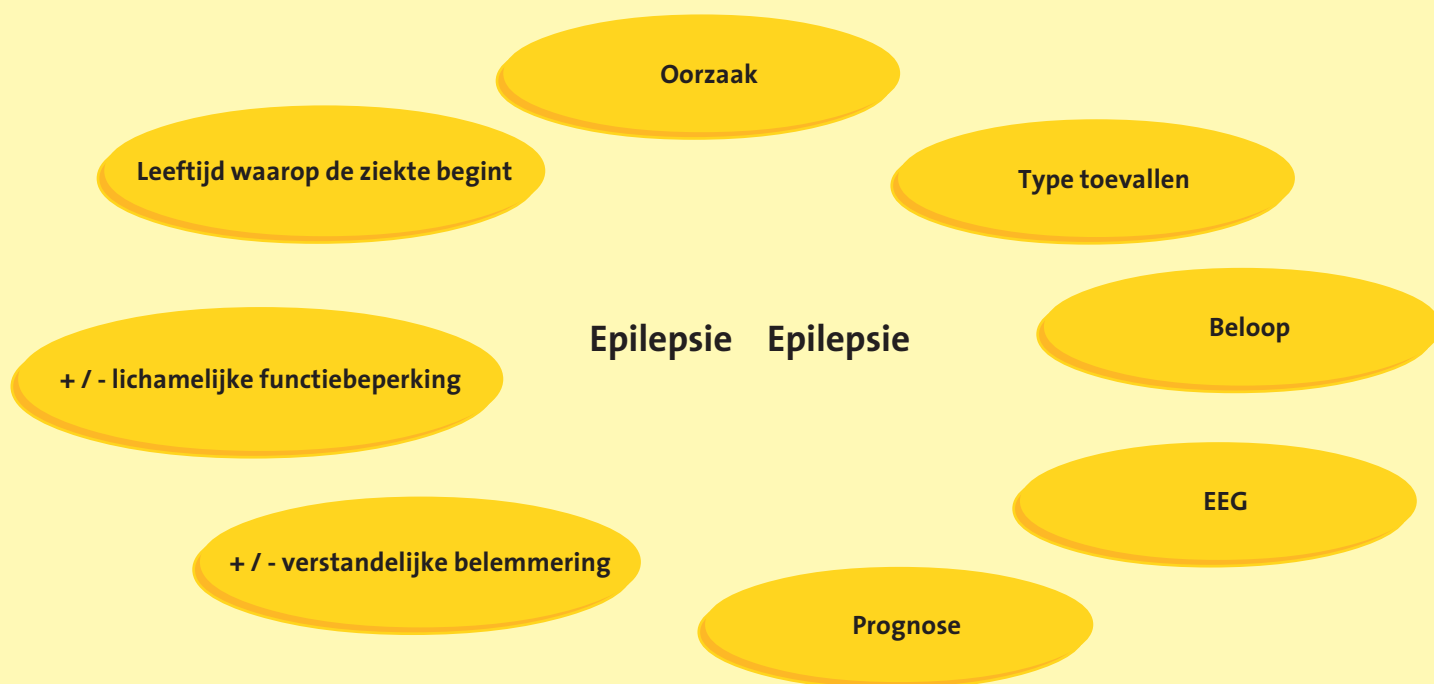 Oorzaak
Leeftijd waarop de ziekte begint
Type toevallen
Beloop
Epilepsie Epilepsie
+ / - lichamelijke functiebeperking
EEG
+ / - verstandelijke belemmering
Prognose